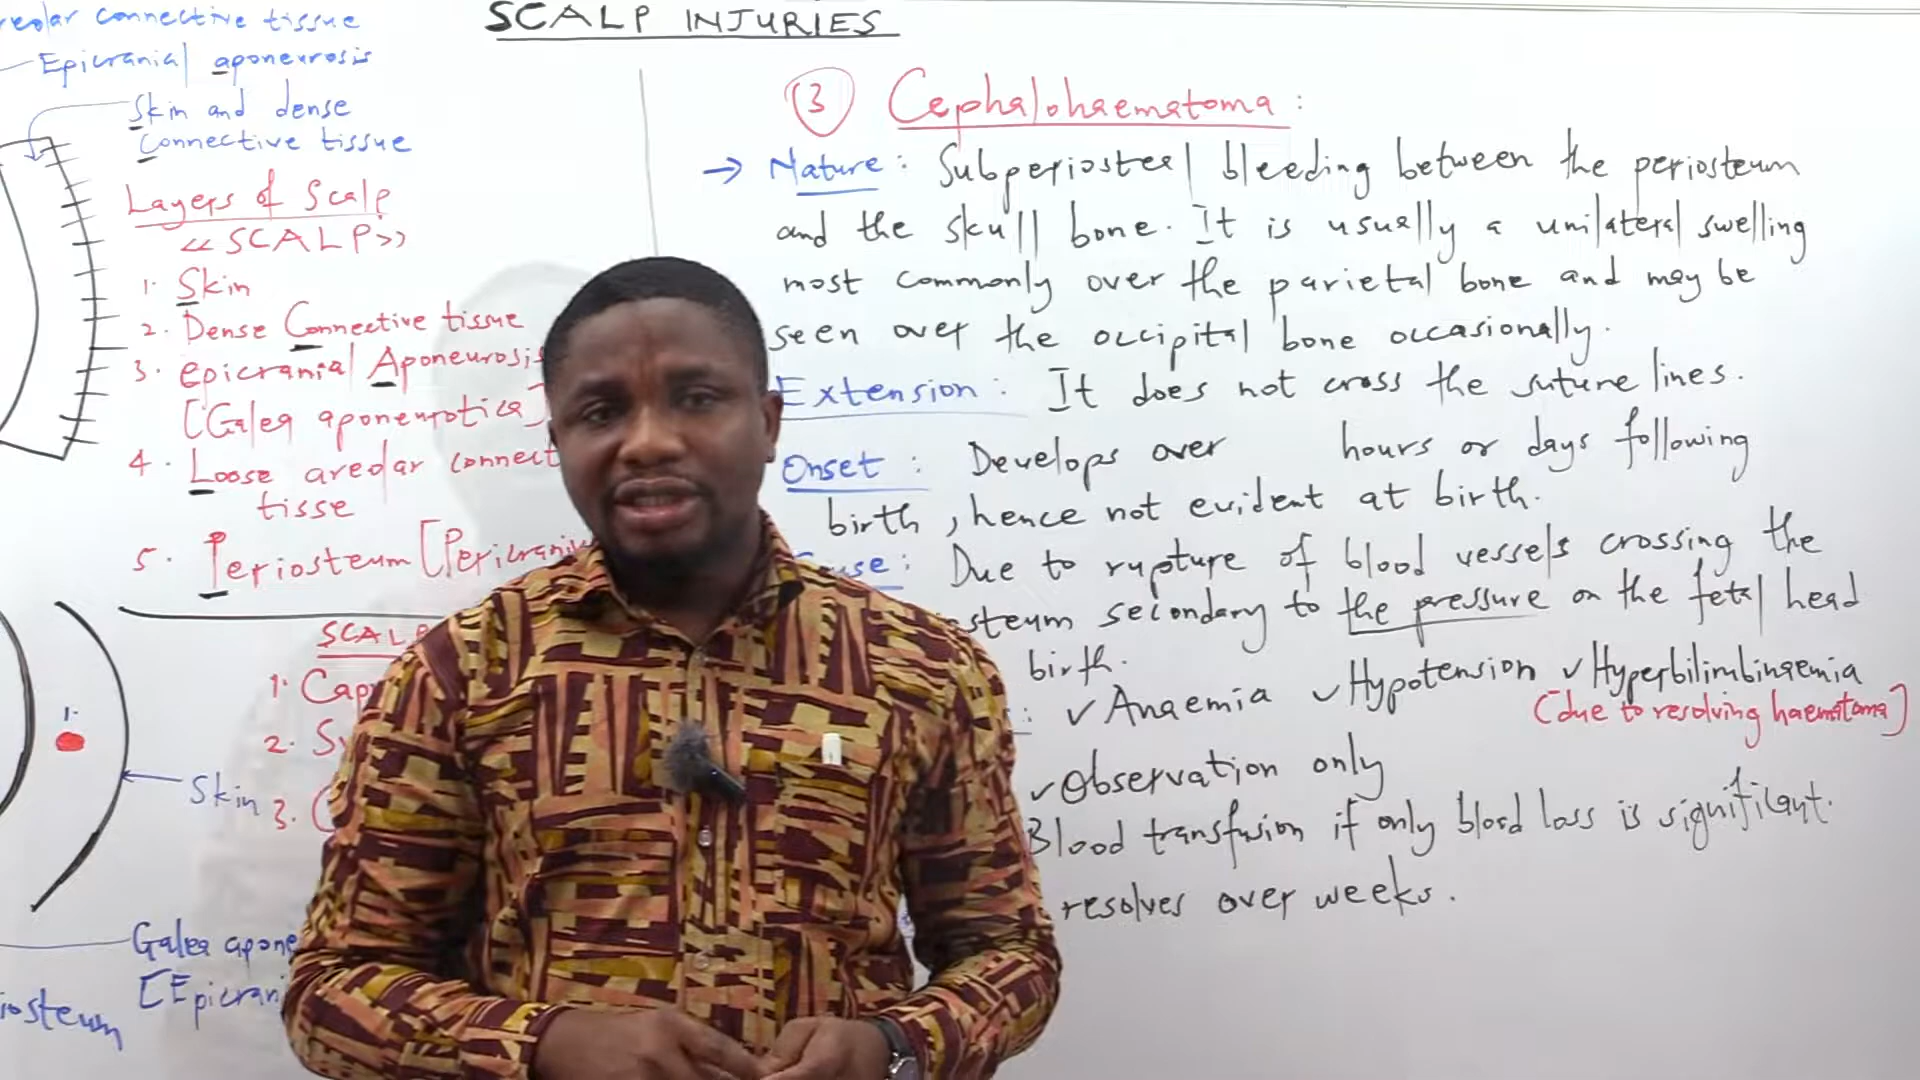 SCALP INJURIES
connective tissue
Epicranial aponeurosis
Skin and dense
Connective tissue
Layers of Scalp
<< SCALP >>
1. Skin
2. Dense Connective tissue
3. epicranial Aponeurosis
[Galea aponeurotica]
4. Loose areolar connect
tisse
5. Periosteum [Pericraniu
SCALP
1. Cap
2. Su
3. C
1.
Skin
Galea apone
[Epicrani
iosteum
3 Cephalohaematoma:
→ Nature: Subperiosteal bleeding between the periosteum
and the skull bone. It is usually a unilateral swelling
most commonly over the parietal bone and may be
seen over the occipital bone occasionally.
Extension: It does not cross the suture lines.
Onset: Develops over hours or days following
birth, hence not evident at birth.
use: Due to rupture of blood vessels crossing the
steum secondary to the pressure on the fetal head
birth.
: ✓Anaemia ✓Hypotension ✓Hyperbilirubinaemia
(due to resolving haematoma]
✓Observation only
Blood transfusion if only blood loss is significant.
resolves over weeks.